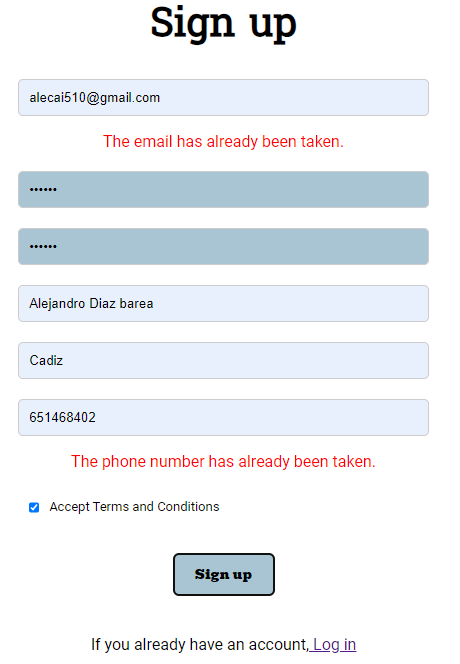 Sign up
alecai510@gmail.com
The email has already been taken.
••••••
••••••
Alejandro Diaz barea
Cadiz
651468402
The phone number has already been taken.
Accept Terms and Conditions
Sign up
If you already have an account, Log in